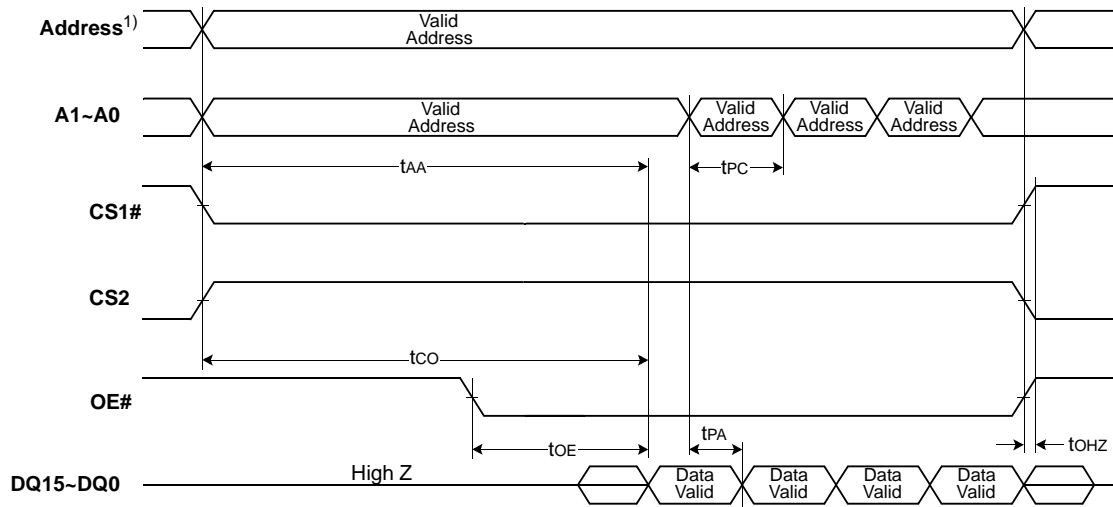 Address1)
Valid
Address
A1~A0
Valid
Address
Valid
Address
Valid
Address
Valid
Address
tAA
tPC
CS1#
CS2
tCO
OE#
tOE
tPA
tOHZ
DQ15~DQ0
High Z
Data
Valid
Data
Valid
Data
Valid
Data
Valid